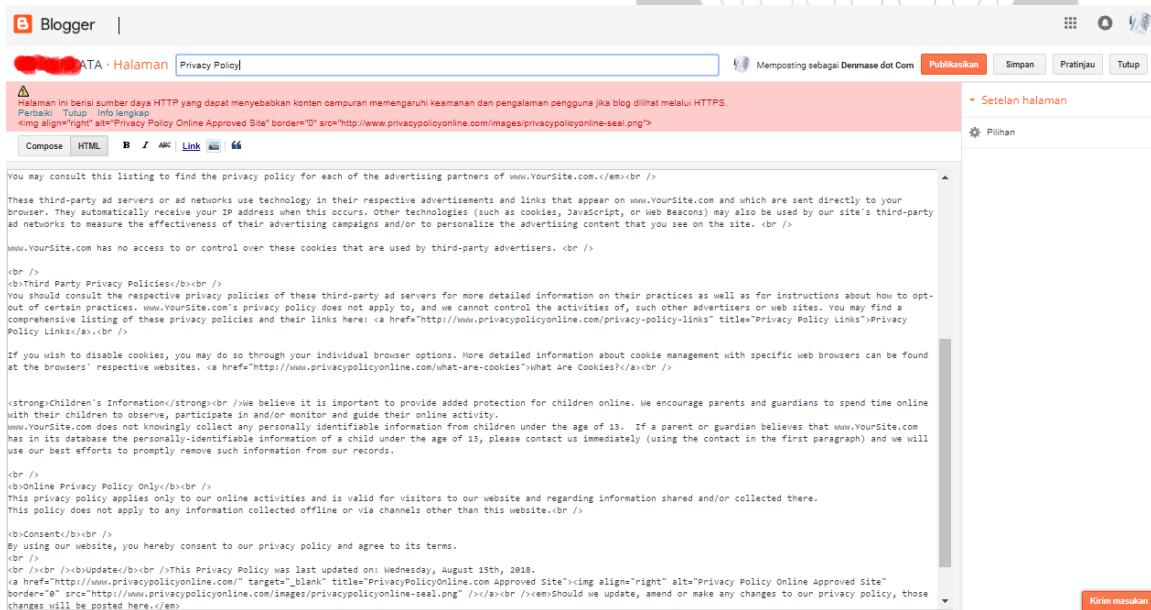 Blogger
ATA · Halaman Privacy Policy Memposting sebagai Denmase dot Com Publikasikan Simpan Pratinjau Tutup
Halaman ini berisi sumber daya HTTP yang dapat menyebabkan konten campuran memengaruhi keamanan dan pengalaman pengguna jika blog dilihat melalui HTTPS.
Perbaiki Tutup Info lengkap
<img align="right" alt="Privacy Policy Online Approved Site" border="0" src="http://www.privacypolicyonline.com/images/privacypolicyonline-seal.png">
Setelan halaman
Pilihan
Compose HTML B I ABC Link
You may consult this listing to find the privacy policy for each of the advertising partners of www.YourSite.com.</em><br />
These third-party ad servers or ad networks use technology in their respective advertisements and links that appear on www.YourSite.com and which are sent directly to your
browser. They automatically receive your IP address when this occurs. Other technologies (such as cookies, JavaScript, or Web Beacons) may also be used by our site's third-party
ad networks to measure the effectiveness of their advertising campaigns and/or to personalize the advertising content that you see on the site. <br />
www.YourSite.com has no access to or control over these cookies that are used by third-party advertisers. <br />
<br />
<b>Third Party Privacy Policies</b><br />
You should consult the respective privacy policies of these third-party ad servers for more detailed information on their practices as well as for instructions about how to opt-
out of certain practices. www.YourSite.com's privacy policy does not apply to, and we cannot control the activities of, such other advertisers or web sites. You may find a
comprehensive listing of these privacy policies and their links here: <a href="http://www.privacypolicyonline.com/privacy-policy-links" title="Privacy Policy Links">Privacy
Policy Links</a>.<br />
If you wish to disable cookies, you may do so through your individual browser options. More detailed information about cookie management with specific web browsers can be found
at the browsers' respective websites. <a href="http://www.privacypolicyonline.com/what-are-cookies">What Are Cookies?</a><br />
<strong>Children's Information</strong><br />We believe it is important to provide added protection for children online. We encourage parents and guardians to spend time online
with their children to observe, participate in and/or monitor and guide their online activity.
www.YourSite.com does not knowingly collect any personally identifiable information from children under the age of 13.  If a parent or guardian believes that www.YourSite.com
has in its database the personally-identifiable information of a child under the age of 13, please contact us immediately (using the contact in the first paragraph) and we will
use our best efforts to promptly remove such information from our records.
<br />
<b>Online Privacy Policy Only</b><br />
This privacy policy applies only to our online activities and is valid for visitors to our website and regarding information shared and/or collected there.
This policy does not apply to any information collected offline or via channels other than this website.<br />
<b>Consent</b><br />
By using our website, you hereby consent to our privacy policy and agree to its terms.
<br />
<br /><br /><b>Update</b><br />This Privacy Policy was last updated on: Wednesday, August 15th, 2018.
<a href="http://www.privacypolicyonline.com/" target="_blank" title="PrivacyPolicyOnline.com Approved Site"><img align="right" alt="Privacy Policy Online Approved Site"
border="0" src="http://www.privacypolicyonline.com/images/privacypolicyonline-seal.png" /></a><br /><em>Should we update, amend or make any changes to our privacy policy, those
changes will be posted here.</em>
Kirim masukan